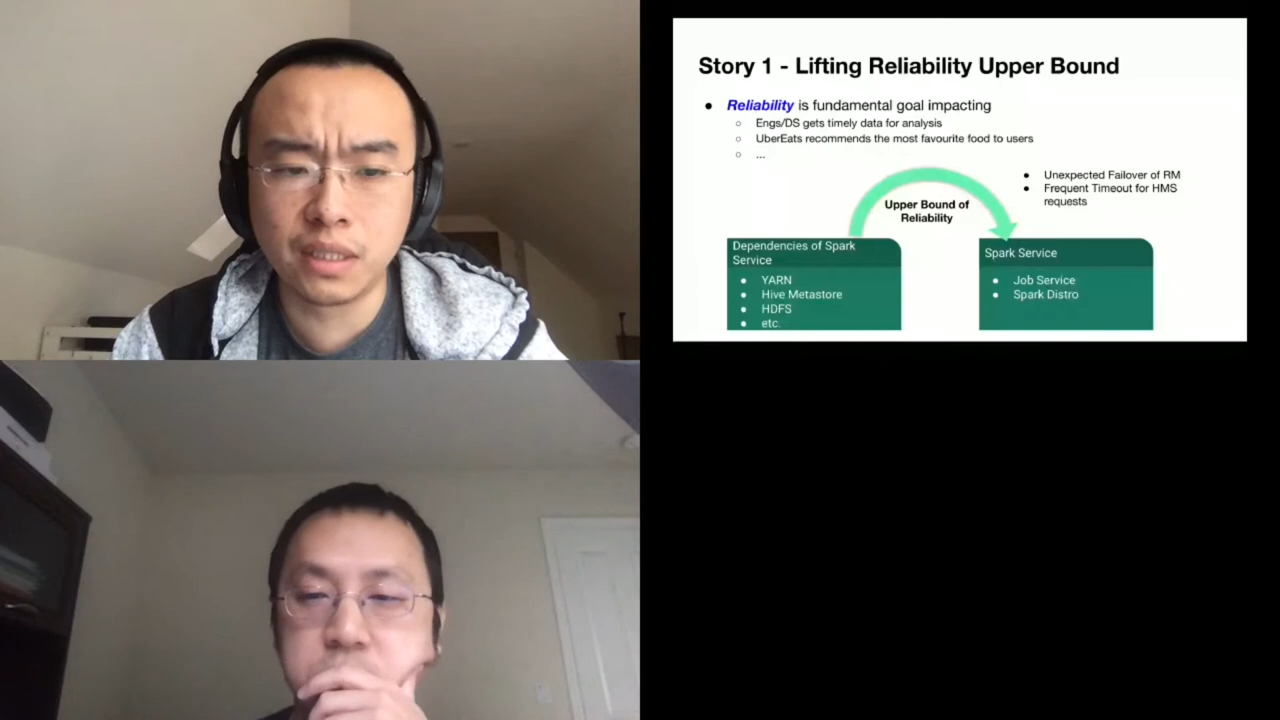 Story 1 - Lifting Reliability Upper Bound
● Reliability is fundamental goal impacting
○ Engs/DS gets timely data for analysis
○ UberEats recommends the most favourite food to users
○ ...
● Unexpected Failover of RM
● Frequent Timeout for HMS
requests
Upper Bound of
Reliability
Dependencies of Spark
Service
● YARN
● Hive Metastore
● HDFS
● etc.
Spark Service
● Job Service
● Spark Distro